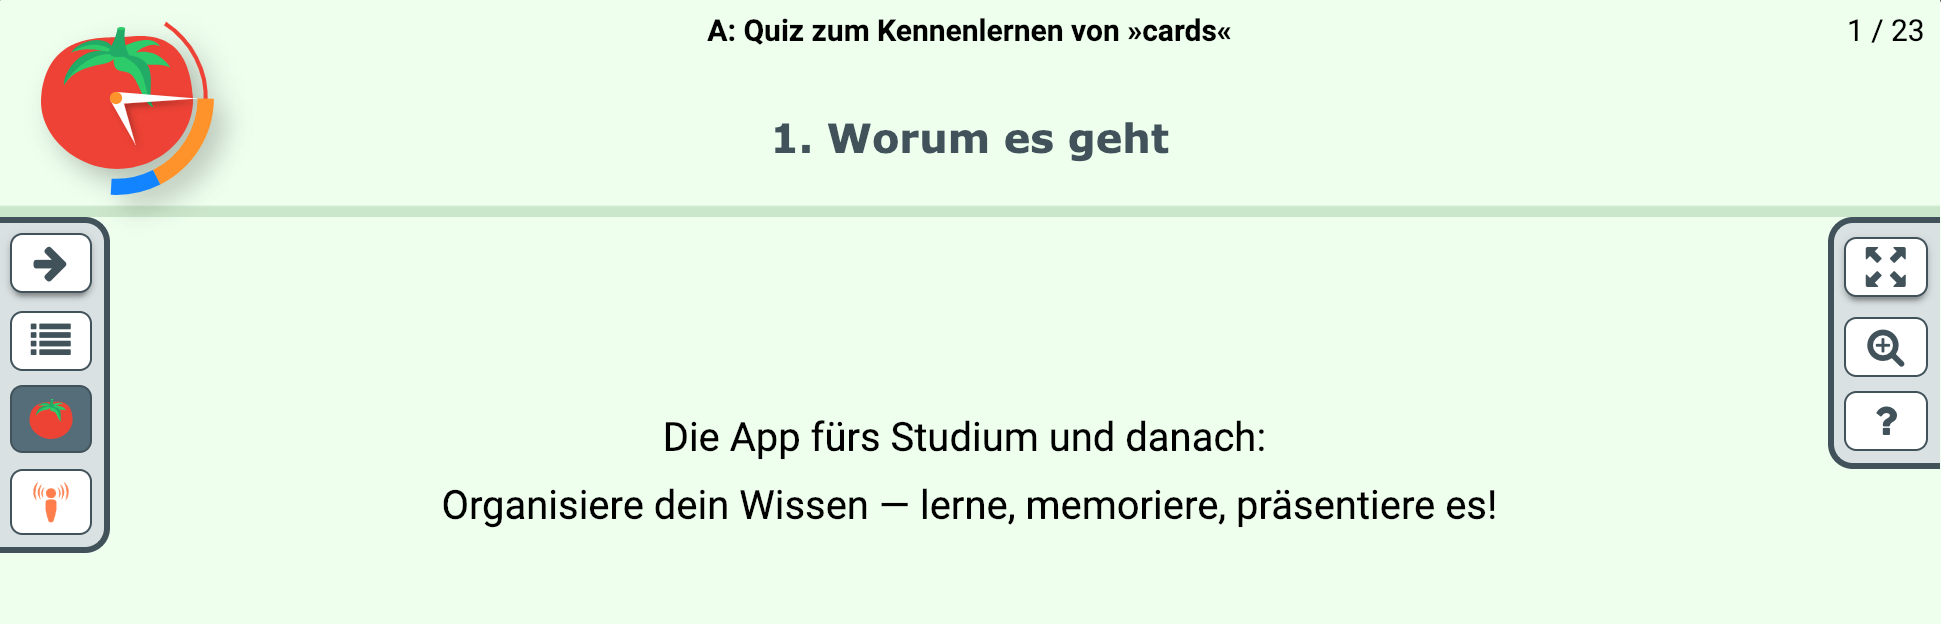 A: Quiz zum Kennenlernen von »cards«
1 / 23
1. Worum es geht
Die App fürs Studium und danach:
Organisiere dein Wissen — lerne, memoriere, präsentiere es!
?